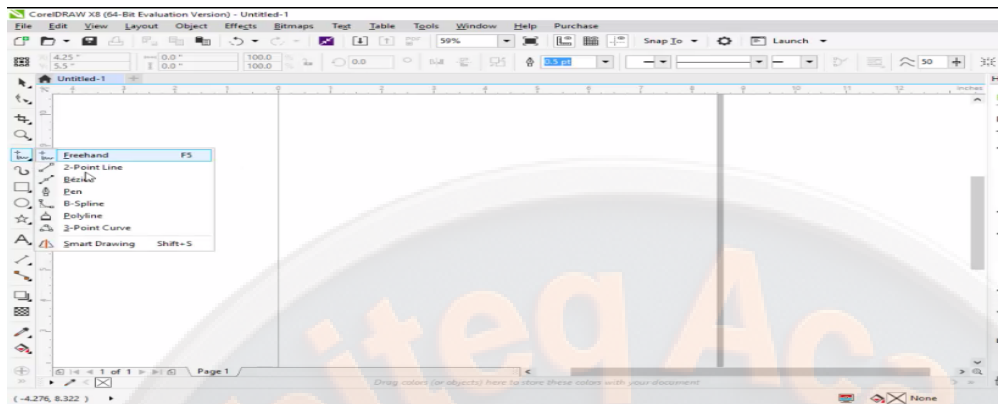 CorelDRAW X8 (64-Bit Evaluation Version) - Untitled-1
File Edit View Layout Object Effects Bitmaps Text Table Tools Window Help Purchase
59% Snap To Launch
4.25 " 0.0 " 100.0 0.0 0.5 pt 50
5.5 " 0.0 " 100.0
Untitled-1
inches
Freehand F5
2-Point Line
Bézier
Pen
B-Spline
Polyline
3-Point Curve
Smart Drawing Shift+S
1 of 1 Page 1
Drag colors (or objects) here to store these colors with your document
( -4.276, 8.322 ) None